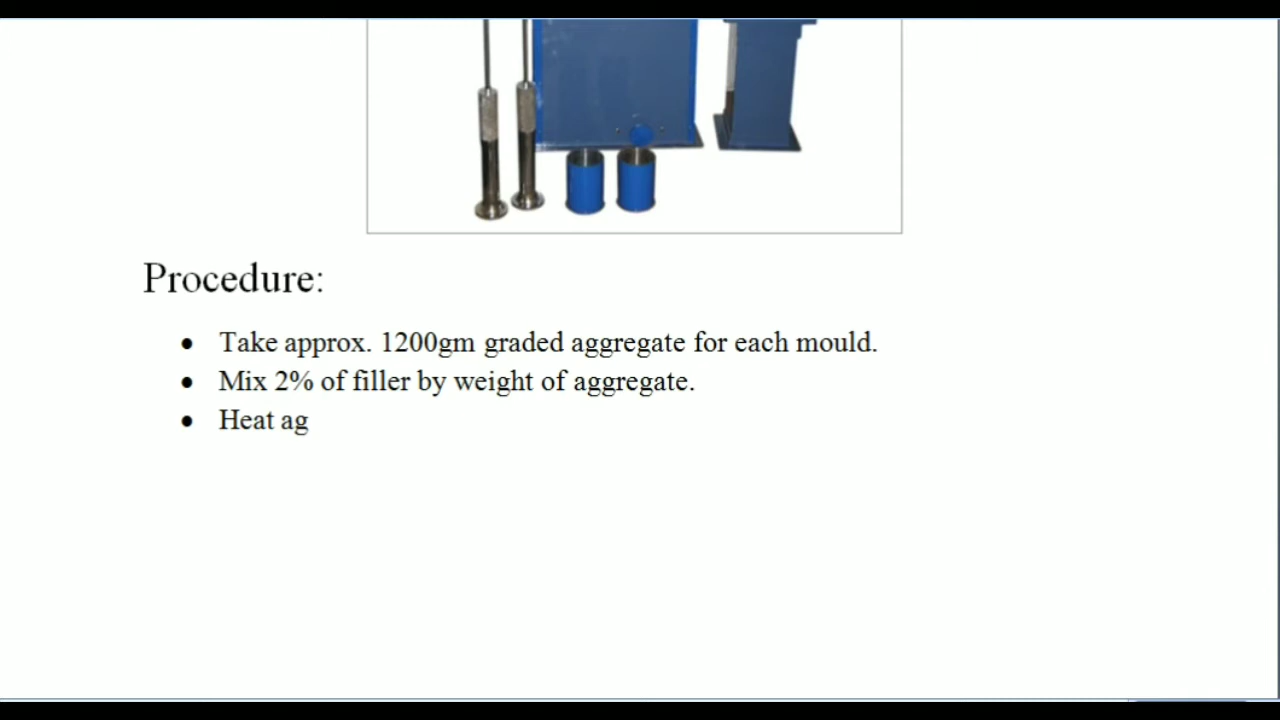 Procedure:
• Take approx. 1200gm graded aggregate for each mould.
• Mix 2% of filler by weight of aggregate.
• Heat ag